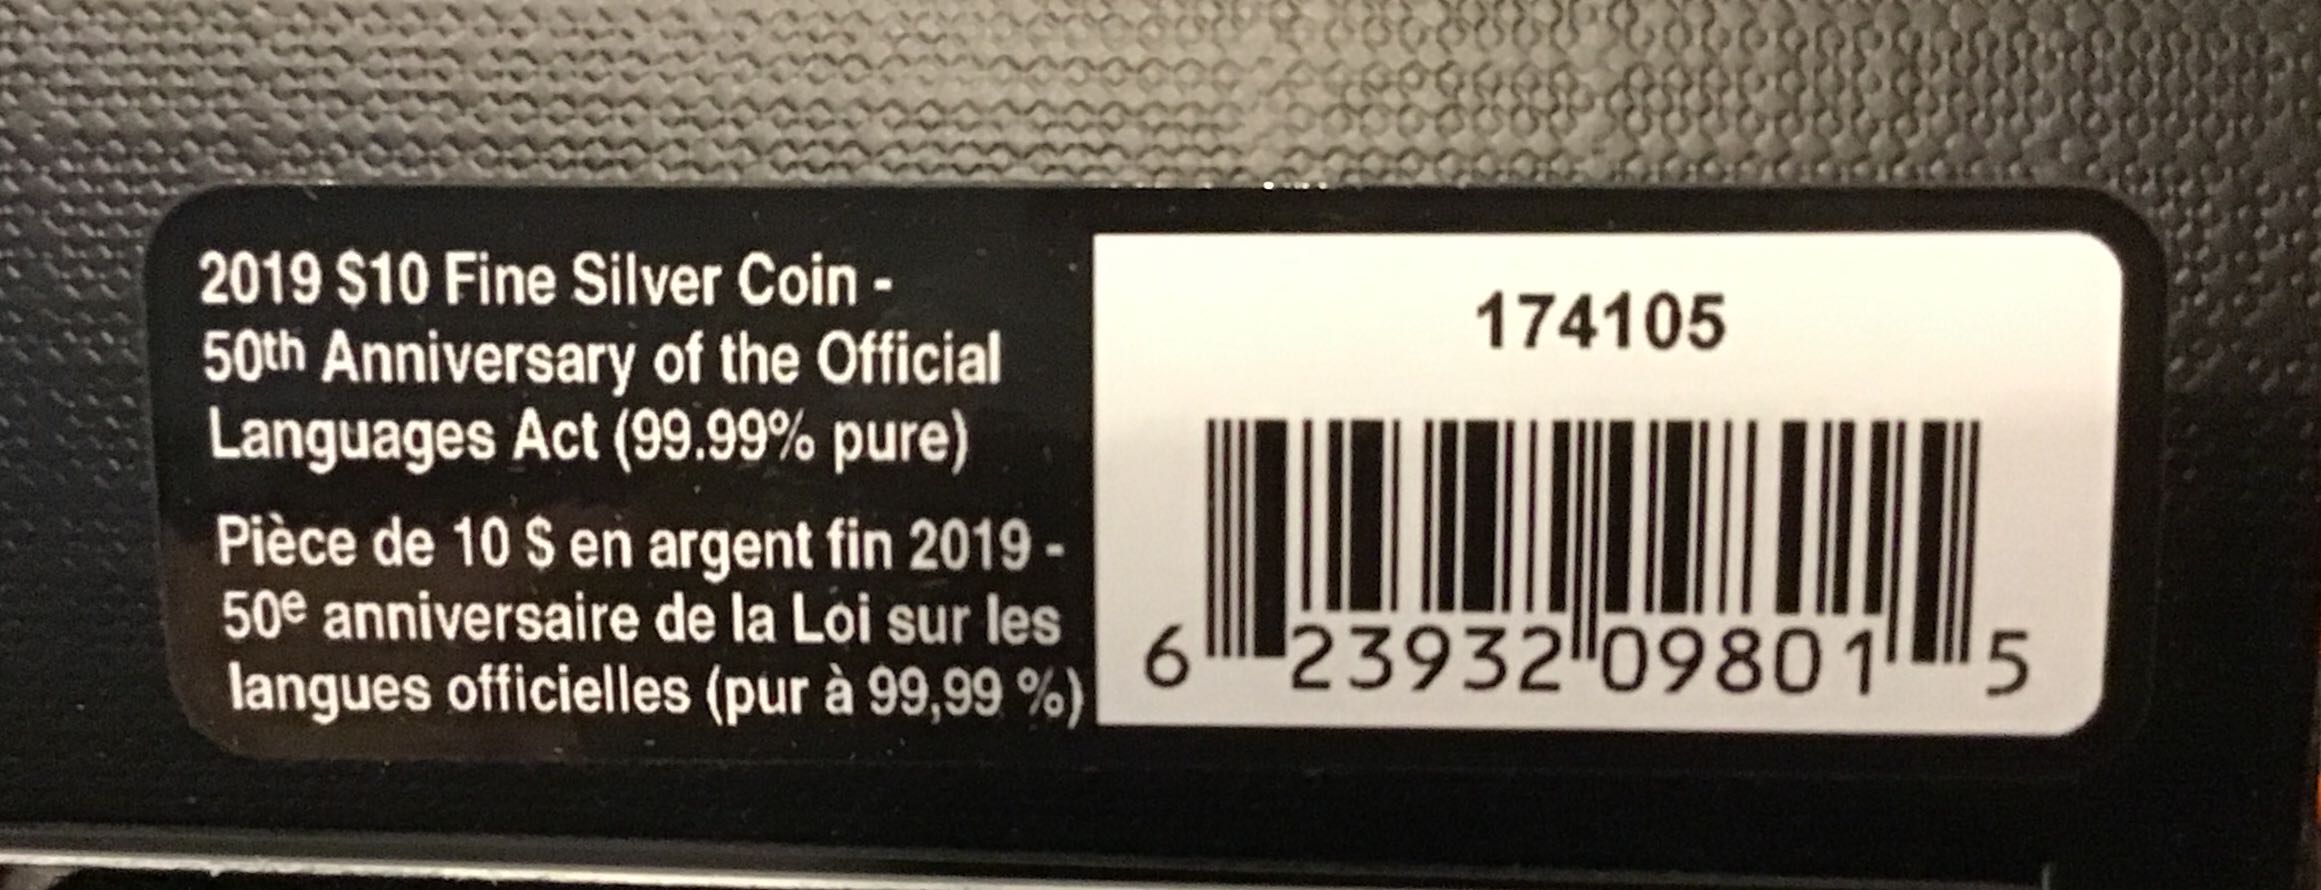 2019 $10 Fine Silver Coin -
50th Anniversary of the Official
Languages Act (99.99% pure)
Pièce de 10 $ en argent fin 2019 -
50e anniversaire de la Loi sur les
langues officielles (pur à 99,99 %)
174105
6 23932 09801 5